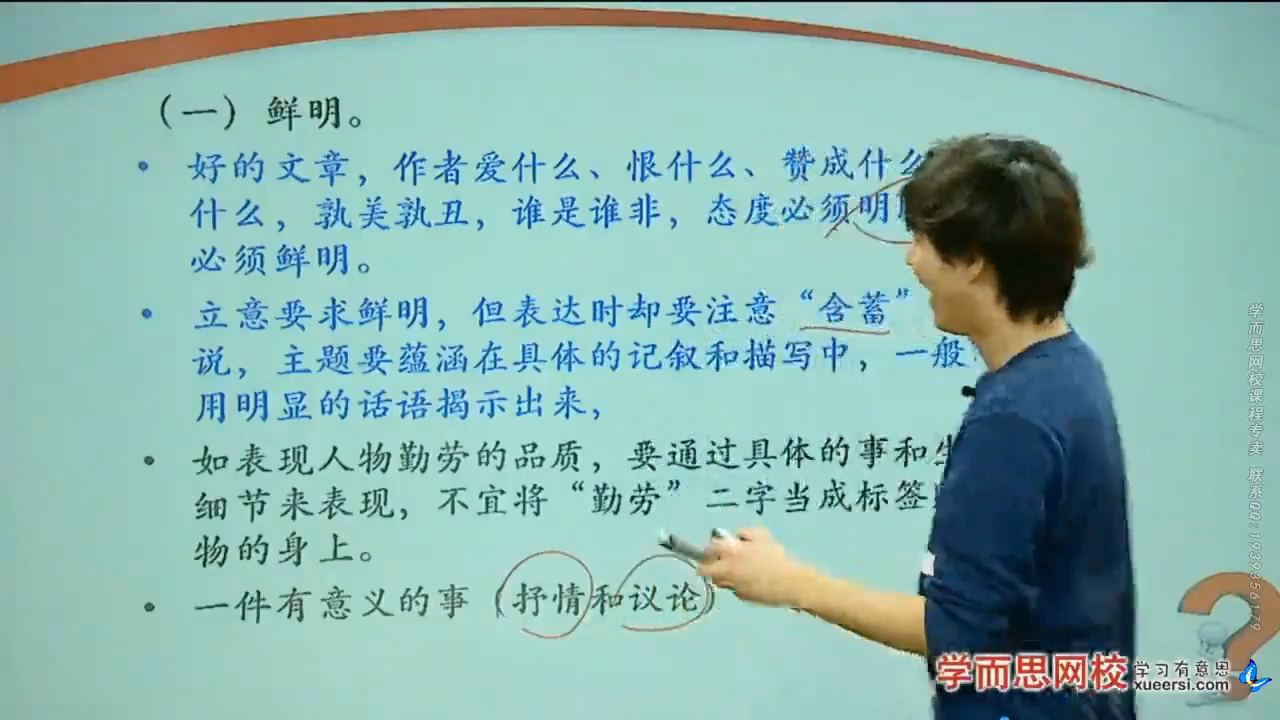 （一）鲜明。
• 好的文章，作者爱什么、恨什么、赞成什么
什么，孰美孰丑，谁是谁非，态度必须明
必须鲜明。
• 立意要求鲜明，但表达时却要注意“含蓄”
说，主题要蕴涵在具体的记叙和描写中，一般
用明显的话语揭示出来，
• 如表现人物勤劳的品质，要通过具体的事和生
细节来表现，不宜将“勤劳”二字当成标签
物的身上。
• 一件有意义的事（抒情和议论）
学而思网校课程专卖 联系QQ:1939356179
学而思网校 学习有意思
xueersi.com